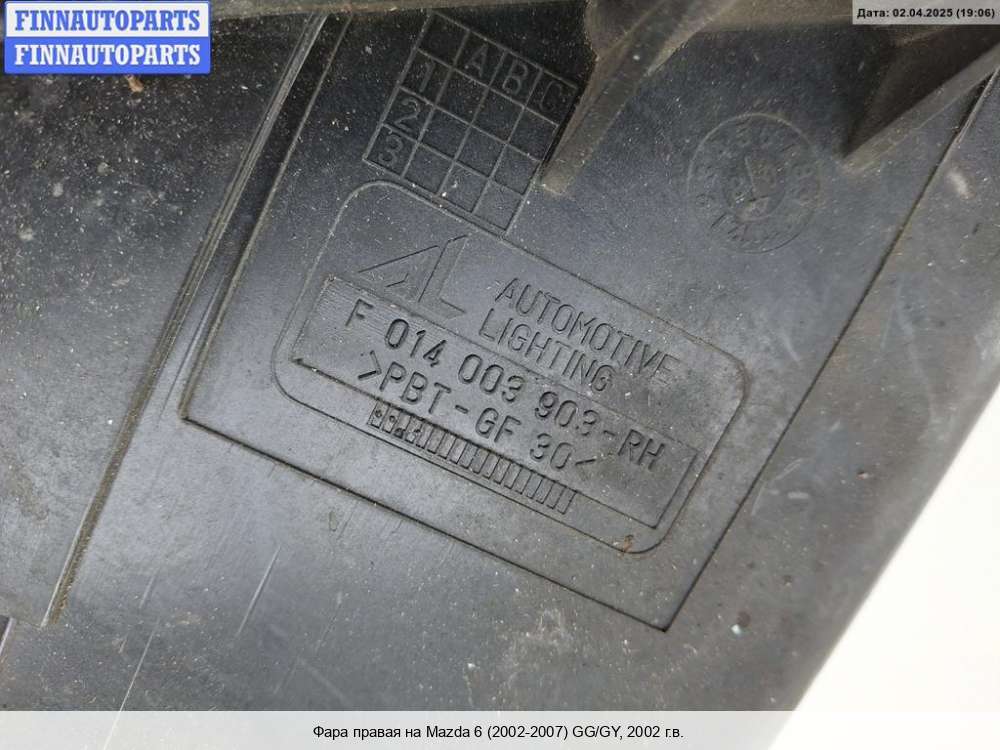 FINNAUTOPARTS
FINNAUTOPARTS
Дата: 02.04.2025 (19:06)
A B C
1
2
3
AL
AUTOMOTIVE
LIGHTING
F 014 003 903-RH
>PBT-GF 30<
Фара правая на Mazda 6 (2002-2007) GG/GY, 2002 г.в.